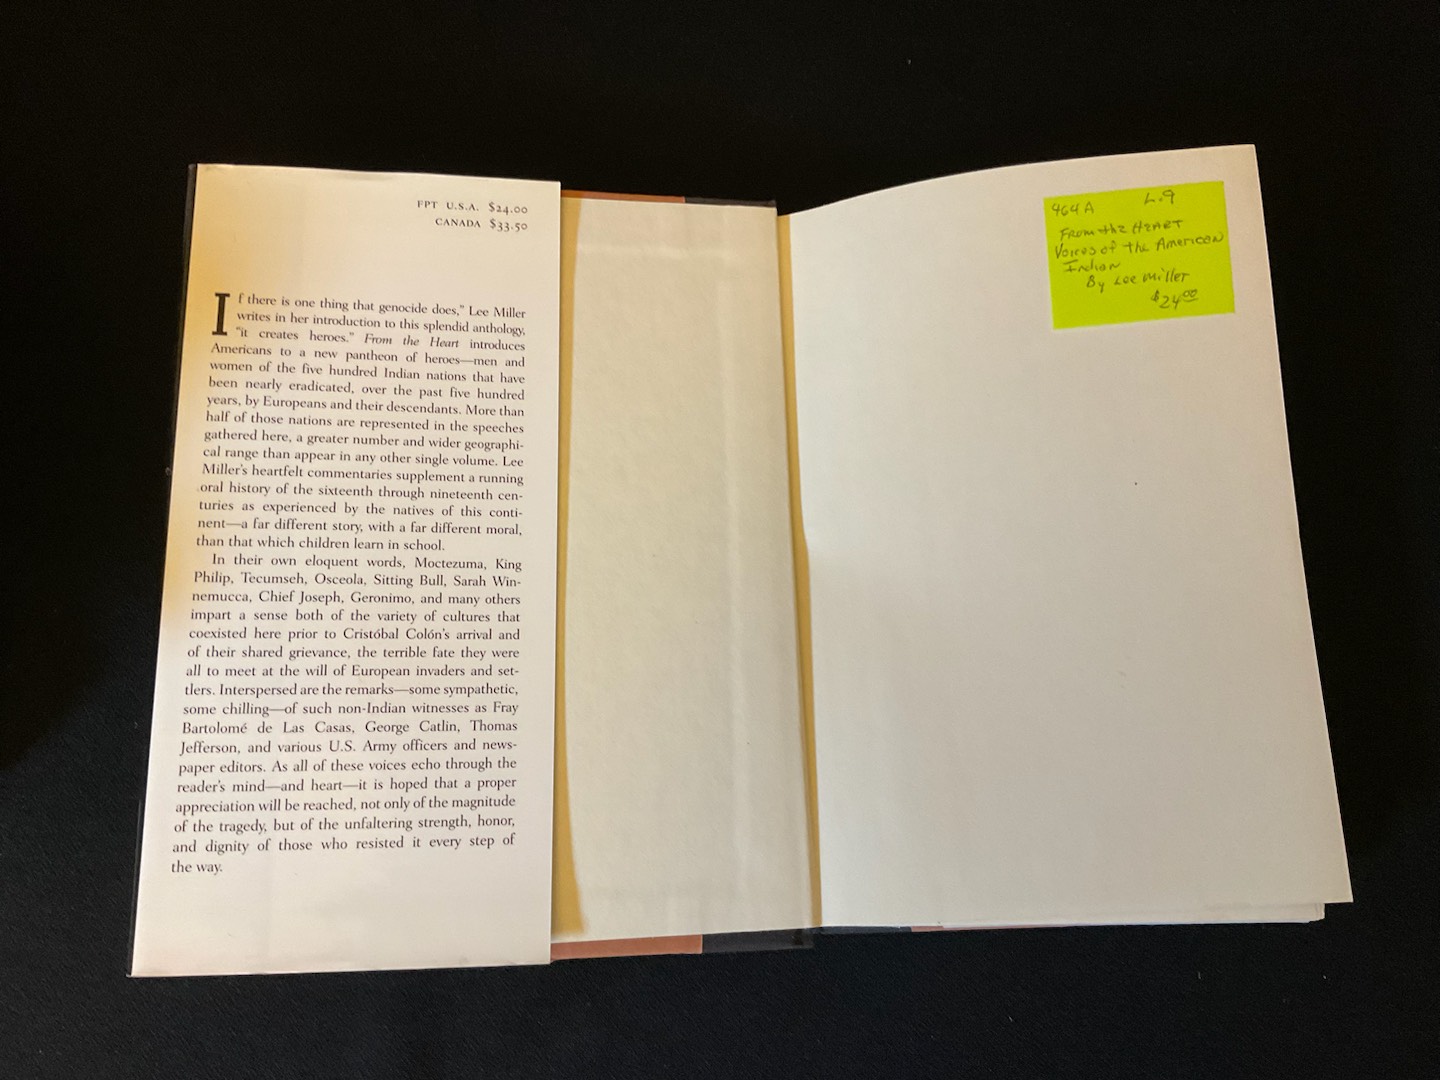 FPT U.S.A. $24.00
CANADA $33.50
If there is one thing that genocide does," Lee Miller
writes in her introduction to this splendid anthology,
"it creates heroes." From the Heart introduces
Americans to a new pantheon of heroes—men and
women of the five hundred Indian nations that have
been nearly eradicated, over the past five hundred
years, by Europeans and their descendants. More than
half of those nations are represented in the speeches
gathered here, a greater number and wider geographi-
cal range than appear in any other single volume. Lee
Miller's heartfelt commentaries supplement a running
oral history of the sixteenth through nineteenth cen-
turies as experienced by the natives of this conti-
nent—a far different story, with a far different moral,
than that which children learn in school.
In their own eloquent words, Moctezuma, King
Philip, Tecumseh, Osceola, Sitting Bull, Sarah Win-
nemucca, Chief Joseph, Geronimo, and many others
impart a sense both of the variety of cultures that
coexisted here prior to Cristóbal Colón's arrival and
of their shared grievance, the terrible fate they were
all to meet at the will of European invaders and set-
tlers. Interspersed are the remarks—some sympathetic,
some chilling—of such non-Indian witnesses as Fray
Bartolomé de Las Casas, George Catlin, Thomas
Jefferson, and various U.S. Army officers and news-
paper editors. As all of these voices echo through the
reader's mind—and heart—it is hoped that a proper
appreciation will be reached, not only of the magnitude
of the tragedy, but of the unfaltering strength, honor,
and dignity of those who resisted it every step of
the way.
464A L.9
From the HEART
Voices of the American
Indian
By Lee Miller
$24.00